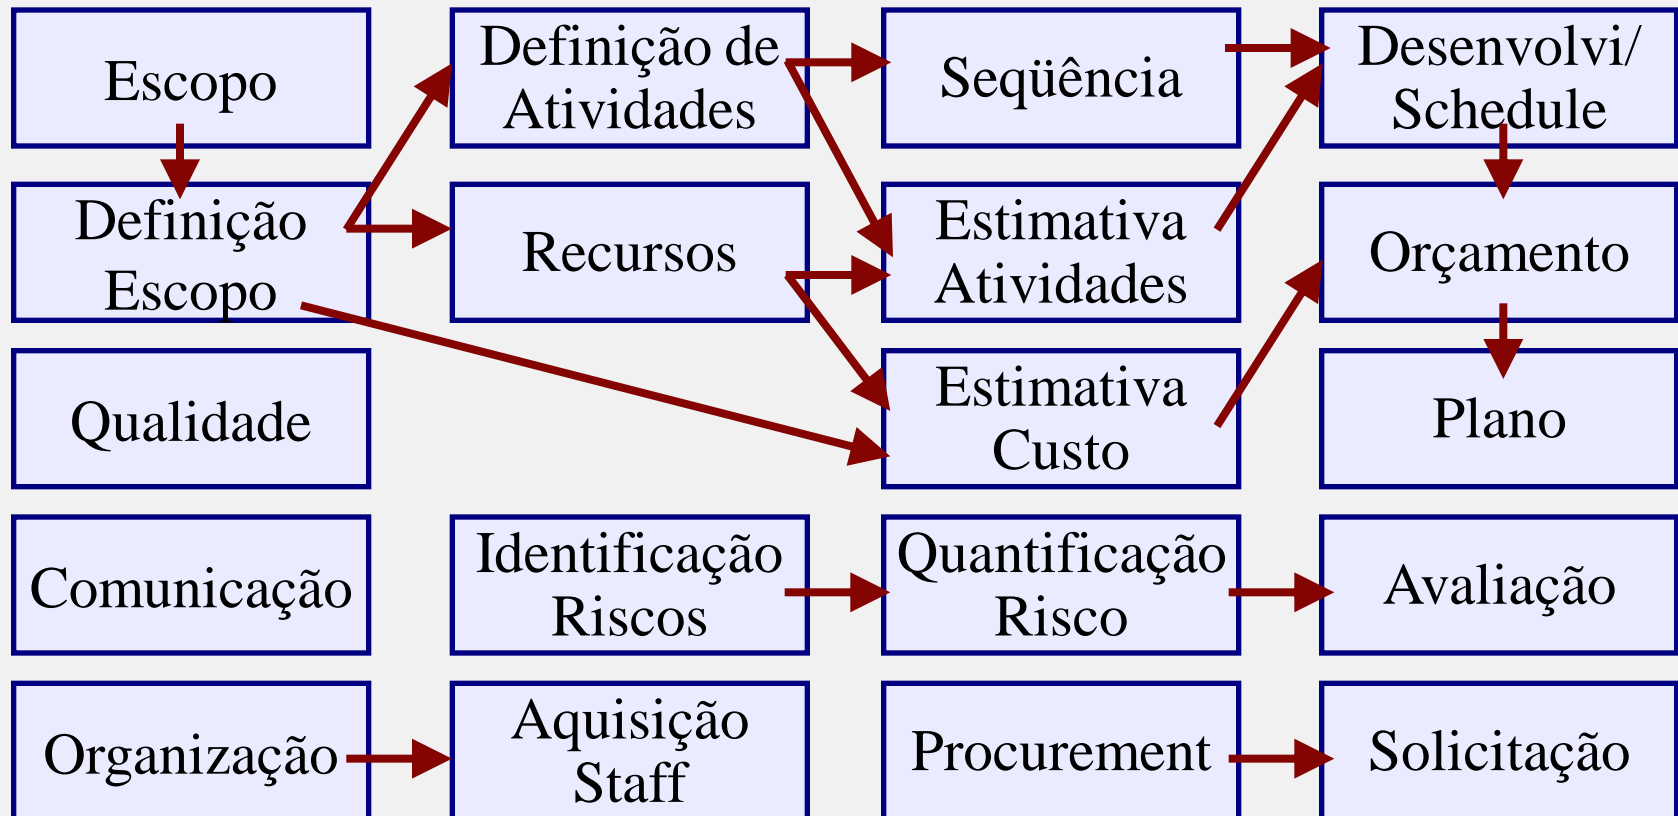 Escopo
Definição de
Atividades
Seqüência
Desenvolvi/
Schedule
Definição
Escopo
Recursos
Estimativa
Atividades
Orçamento
Qualidade
Estimativa
Custo
Plano
Comunicação
Identificação
Riscos
Quantificação
Risco
Avaliação
Organização
Aquisição
Staff
Procurement
Solicitação